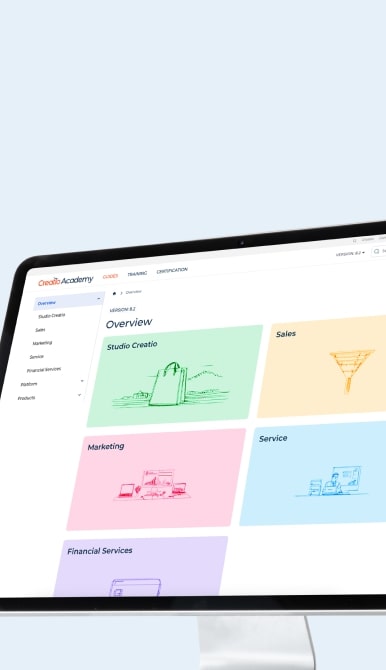 Creatio Academy
GUIDES
TRAINING
CERTIFICATION
VERSION: 8.2
Overview
Overview
Studio Creatio
Sales
Marketing
Service
Financial Services
Platform
Products
VERSION 8.2
Overview
Studio Creatio
Sales
Marketing
Service
Financial Services